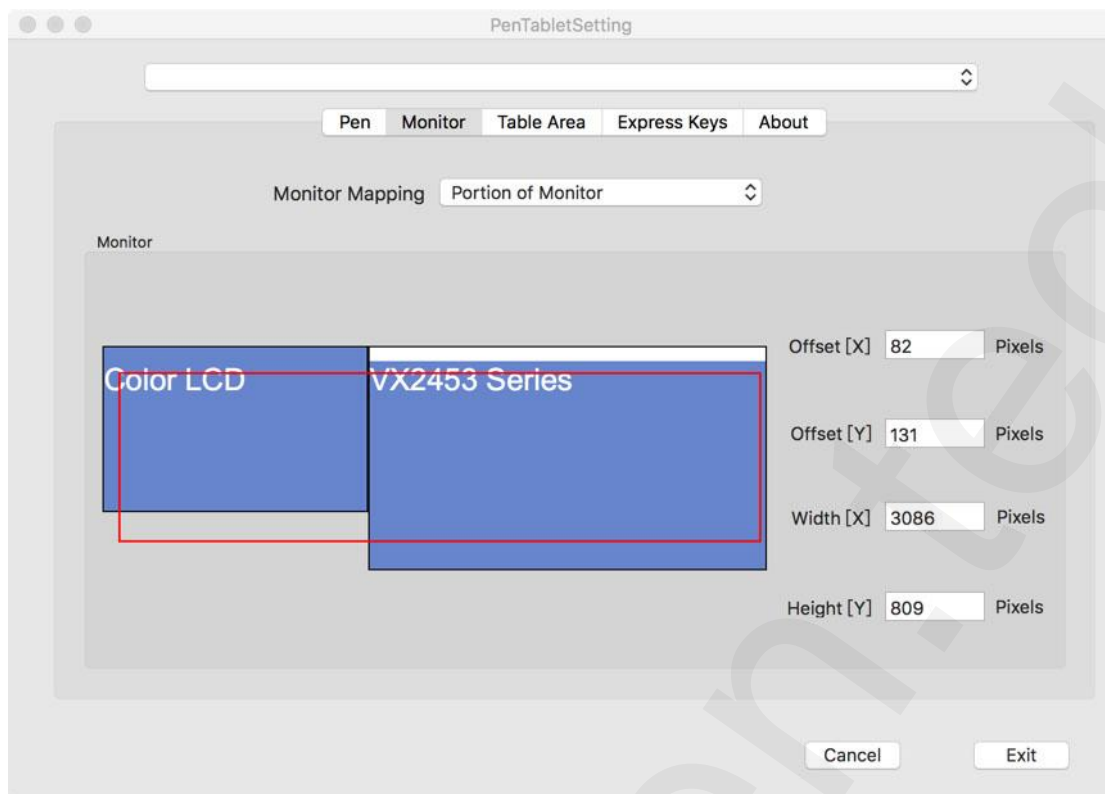 PenTabletSetting
Pen Monitor Table Area Express Keys About
Monitor Mapping Portion of Monitor
Monitor
Color LCD
VX2453 Series
Offset [X] 82 Pixels
Offset [Y] 131 Pixels
Width [X] 3086 Pixels
Height [Y] 809 Pixels
Cancel Exit